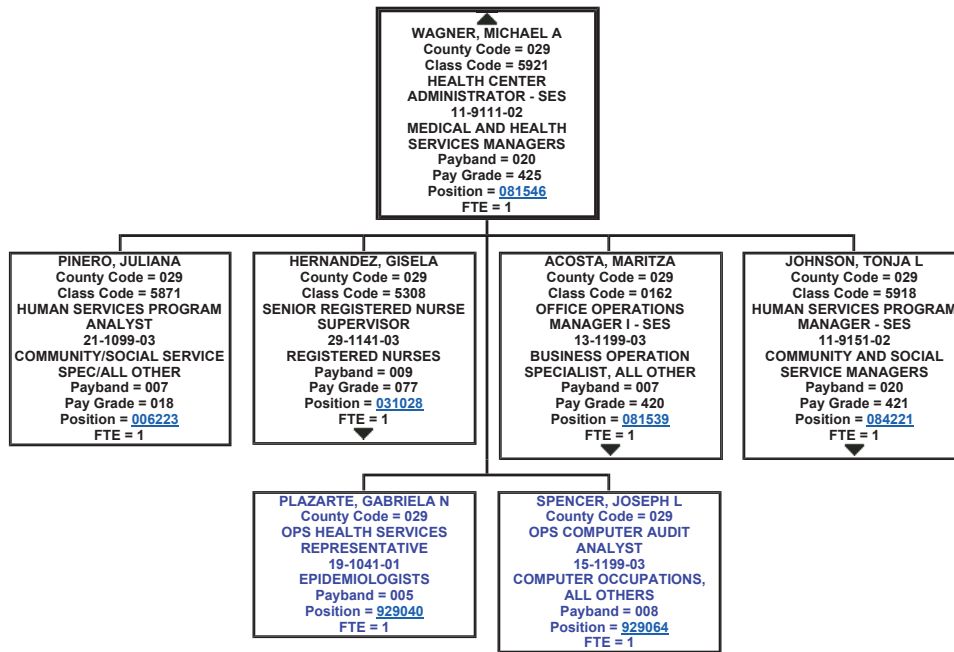 WAGNER, MICHAEL A
County Code = 029
Class Code = 5921
HEALTH CENTER
ADMINISTRATOR - SES
11-9111-02
MEDICAL AND HEALTH
SERVICES MANAGERS
Payband = 020
Pay Grade = 425
Position = 081546
FTE = 1
PINERO, JULIANA
County Code = 029
Class Code = 5871
HUMAN SERVICES PROGRAM
ANALYST
21-1099-03
COMMUNITY/SOCIAL SERVICE
SPEC/ALL OTHER
Payband = 007
Pay Grade = 018
Position = 006223
FTE = 1
HERNANDEZ, GISELA
County Code = 029
Class Code = 5308
SENIOR REGISTERED NURSE
SUPERVISOR
29-1141-03
REGISTERED NURSES
Payband = 009
Pay Grade = 077
Position = 031028
FTE = 1
ACOSTA, MARITZA
County Code = 029
Class Code = 0162
OFFICE OPERATIONS
MANAGER I - SES
13-1199-03
BUSINESS OPERATION
SPECIALIST, ALL OTHER
Payband = 007
Pay Grade = 420
Position = 081539
FTE = 1
JOHNSON, TONJA L
County Code = 029
Class Code = 5918
HUMAN SERVICES PROGRAM
MANAGER - SES
11-9151-02
COMMUNITY AND SOCIAL
SERVICE MANAGERS
Payband = 020
Pay Grade = 421
Position = 084221
FTE = 1
PLAZARTE, GABRIELA N
County Code = 029
OPS HEALTH SERVICES
REPRESENTATIVE
19-1041-01
EPIDEMIOLOGISTS
Payband = 005
Position = 929040
FTE = 1
SPENCER, JOSEPH L
County Code = 029
OPS COMPUTER AUDIT
ANALYST
15-1199-03
COMPUTER OCCUPATIONS,
ALL OTHERS
Payband = 008
Position = 929064
FTE = 1